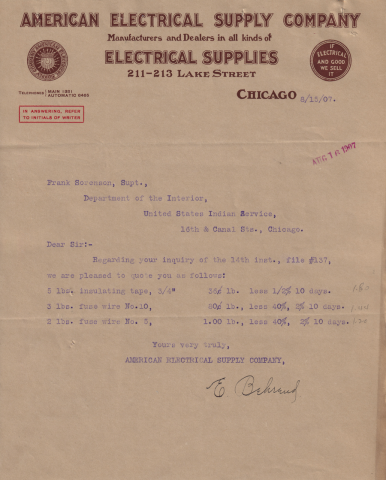 AMERICAN ELECTRICAL SUPPLY COMPANY
Manufacturers and Dealers in all kinds of
ELECTRICAL SUPPLIES
211-213 LAKE STREET
IF ELECTRICAL AND GOOD WE SELL IT
TELEPHONES MAIN 1951
AUTOMATIC 6465
CHICAGO 8/15/07.
IN ANSWERING, REFER
TO INITIALS OF WRITER
AUG 16 1907
Frank Sorenson, Supt.,
Department of the Interior,
United States Indian Service,
16th & Canal Sts., Chicago.
Dear Sir:-
Regarding your inquiry of the 14th inst., file #137,
we are pleased to quote you as follows:
5 lbs. insulating tape, 3/4" 36¢ lb. less 1/2% 10 days.
3 lbs. fuse wire No.10, 80¢ lb., less 40%, 2% 10 days.
2 lbs. fuse wire No. 5, 1.00 lb., less 40%, 2% 10 days.
Yours very truly,
AMERICAN ELECTRICAL SUPPLY COMPANY,
E Behrend